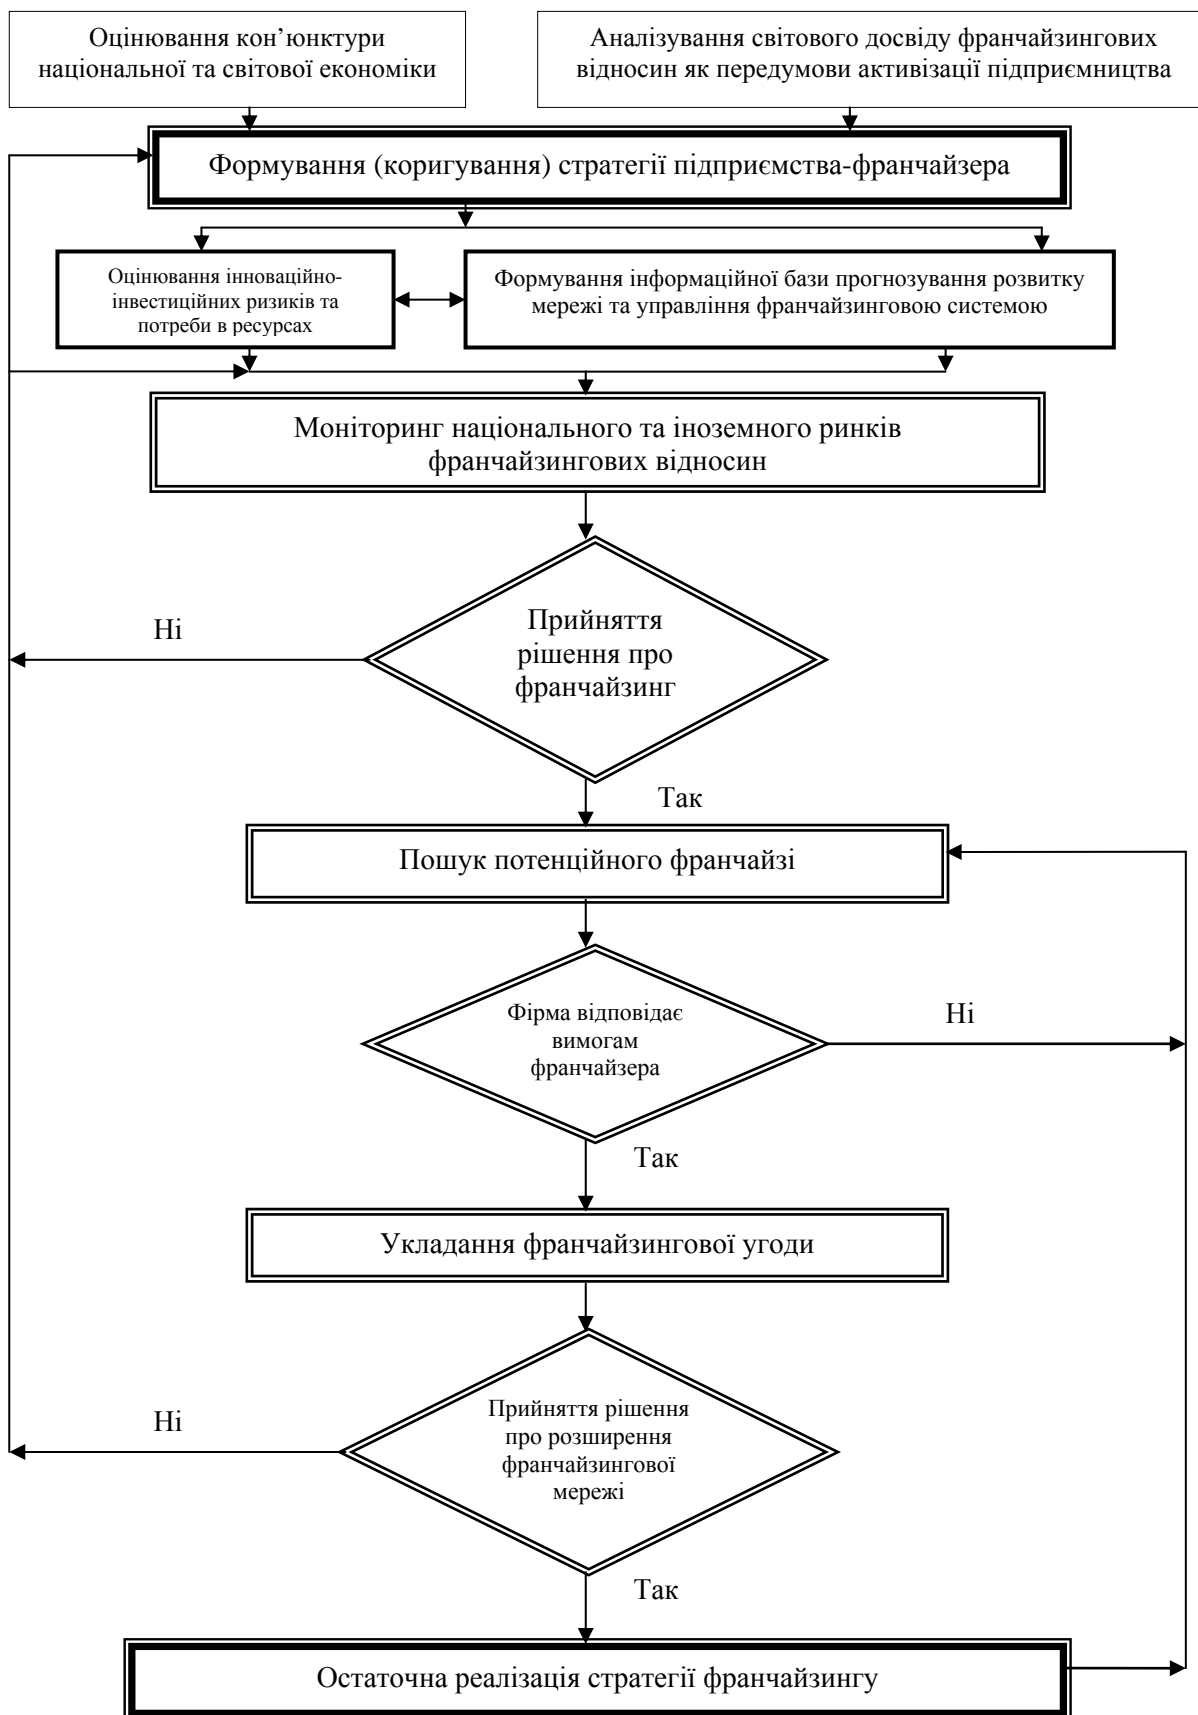 Оцінювання кон’юнктури
національної та світової економіки
Аналізування світового досвіду франчайзингових
відносин як передумови активізації підприємництва
Формування (коригування) стратегії підприємства-франчайзера
Оцінювання інноваційно-
інвестиційних ризиків та
потреби в ресурсах
Формування інформаційної бази прогнозування розвитку
мережі та управління франчайзинговою системою
Моніторинг національного та іноземного ринків
франчайзингових відносин
Ні
Прийняття
рішення про
франчайзинг
Так
Пошук потенційного франчайзі
Фірма відповідає
вимогам
франчайзера
Ні
Так
Укладання франчайзингової угоди
Ні
Прийняття рішення
про розширення
франчайзингової
мережі
Так
Остаточна реалізація стратегії франчайзингу